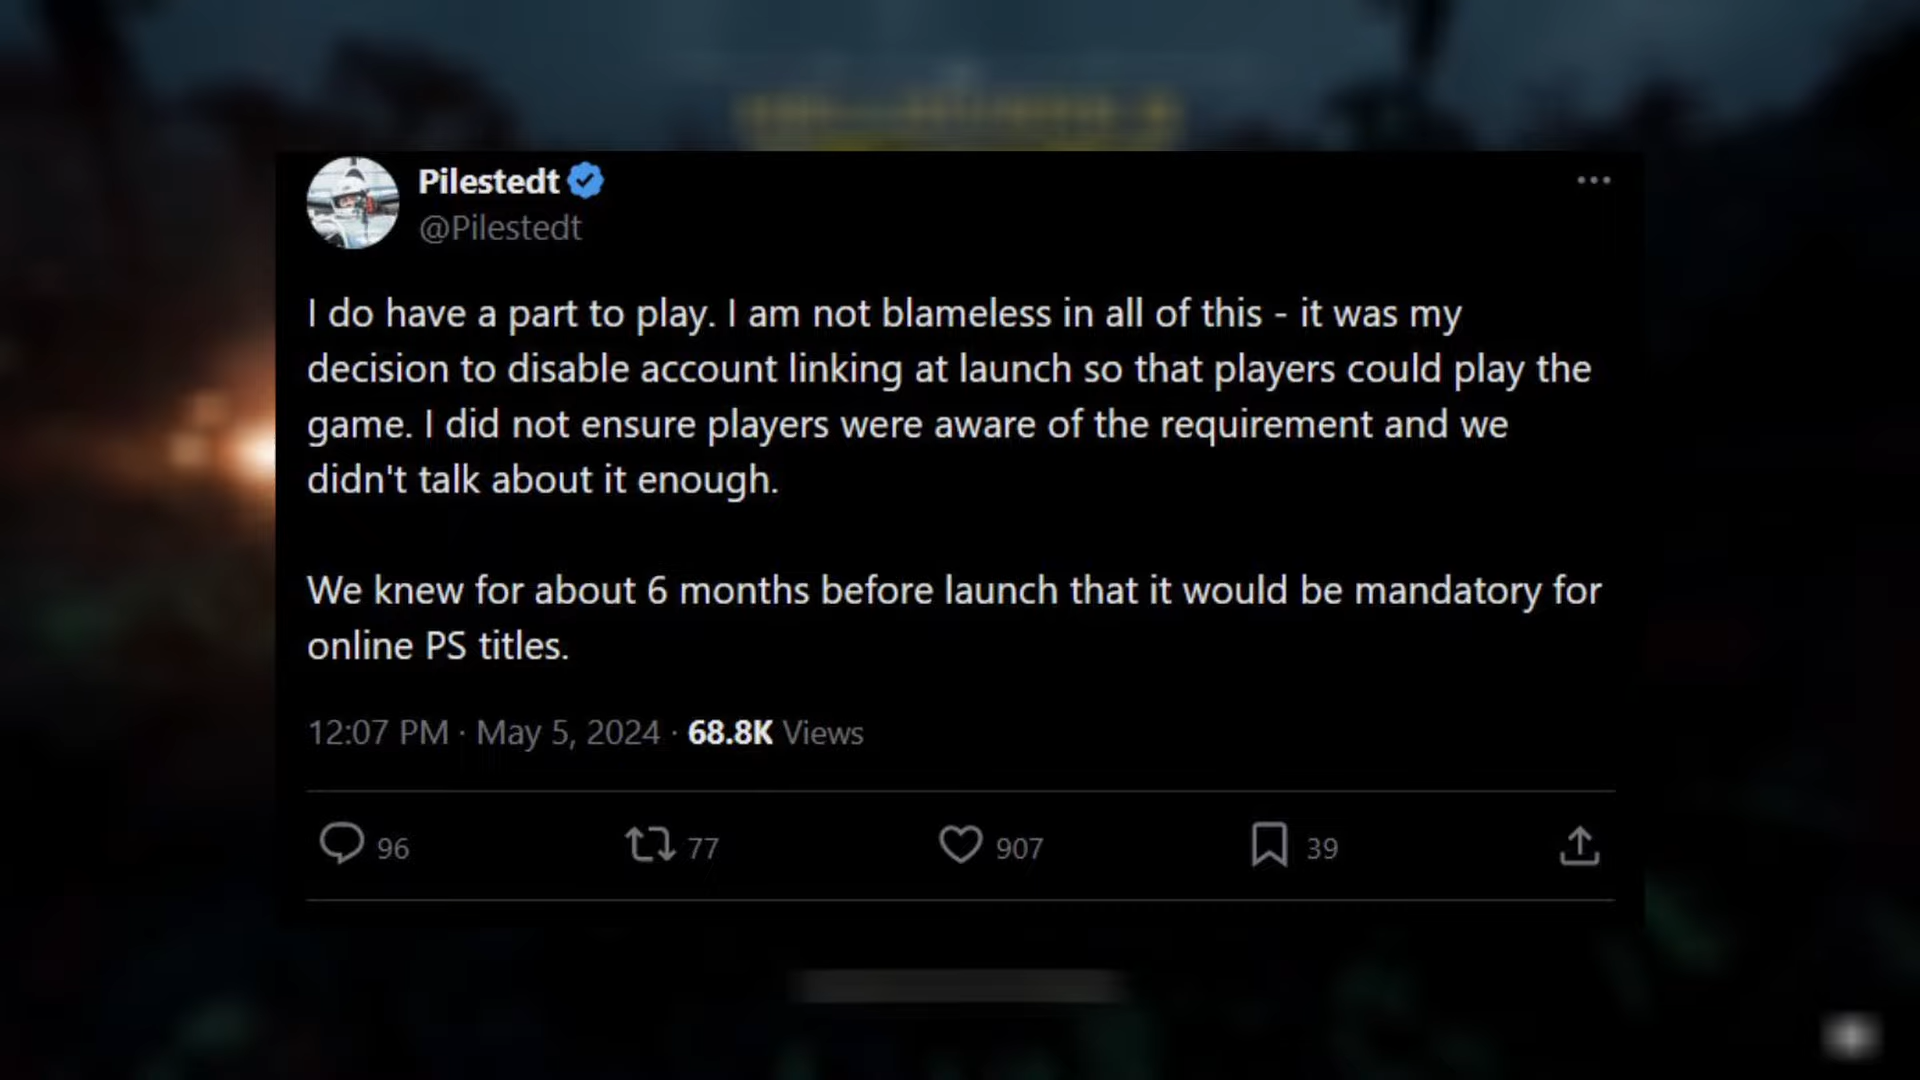 Pilestedt
@Pilestedt
I do have a part to play. I am not blameless in all of this - it was my
decision to disable account linking at launch so that players could play the
game. I did not ensure players were aware of the requirement and we
didn't talk about it enough.
We knew for about 6 months before launch that it would be mandatory for
online PS titles.
12:07 PM · May 5, 2024 · 68.8K Views
96 77 907 39